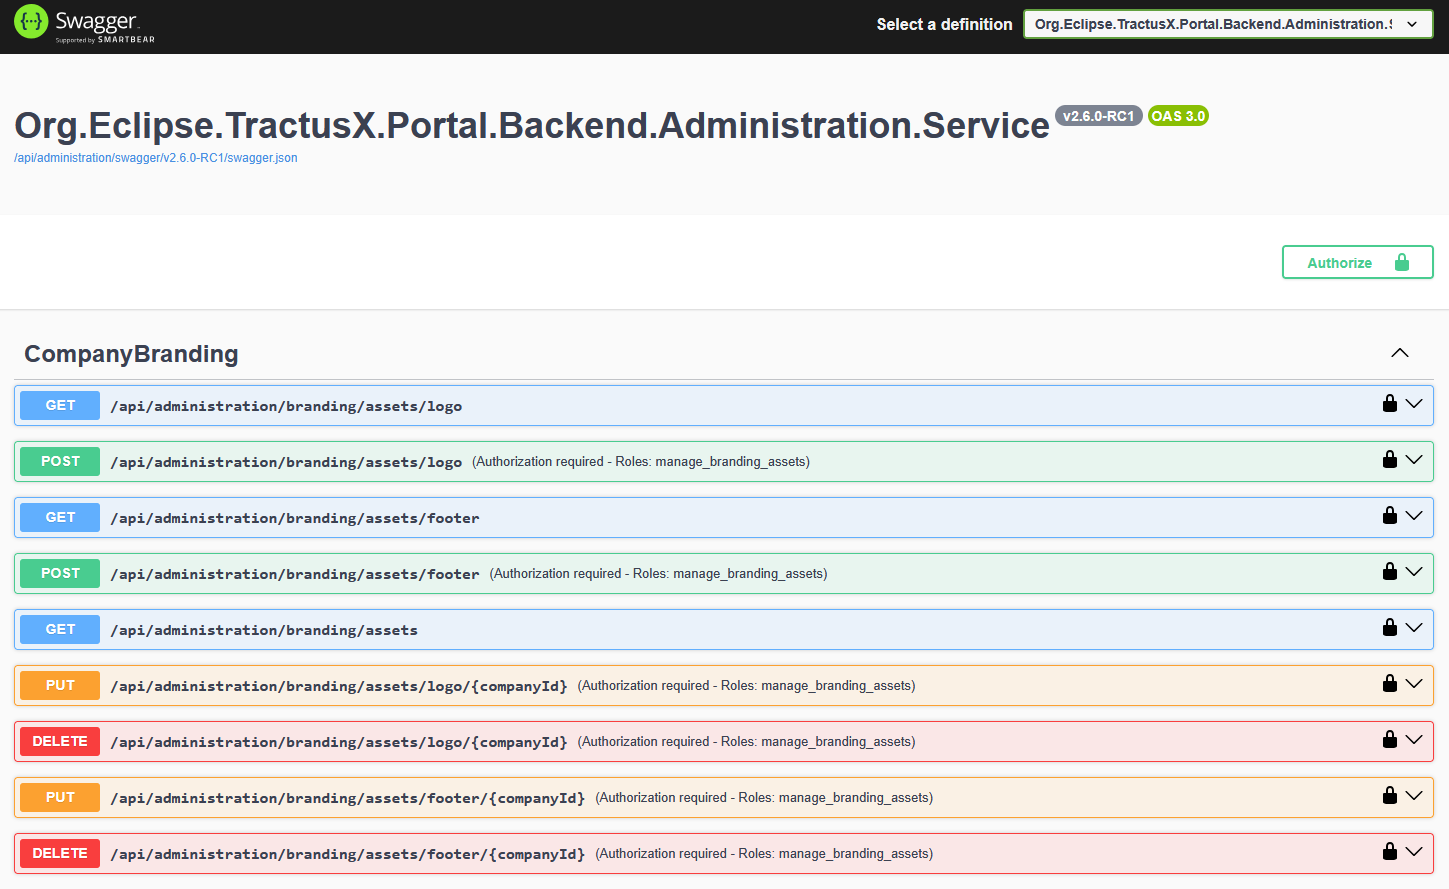 Swagger
Supported by SMARTBEAR
Select a definition
Org.Eclipse.TractusX.Portal.Backend.Administration.S
Org.Eclipse.TractusX.Portal.Backend.Administration.Service v2.6.0-RC1 OAS 3.0
/api/administration/swagger/v2.6.0-RC1/swagger.json
Authorize
CompanyBranding
GET /api/administration/branding/assets/logo
POST /api/administration/branding/assets/logo (Authorization required - Roles: manage_branding_assets)
GET /api/administration/branding/assets/footer
POST /api/administration/branding/assets/footer (Authorization required - Roles: manage_branding_assets)
GET /api/administration/branding/assets
PUT /api/administration/branding/assets/logo/{companyId} (Authorization required - Roles: manage_branding_assets)
DELETE /api/administration/branding/assets/logo/{companyId} (Authorization required - Roles: manage_branding_assets)
PUT /api/administration/branding/assets/footer/{companyId} (Authorization required - Roles: manage_branding_assets)
DELETE /api/administration/branding/assets/footer/{companyId} (Authorization required - Roles: manage_branding_assets)